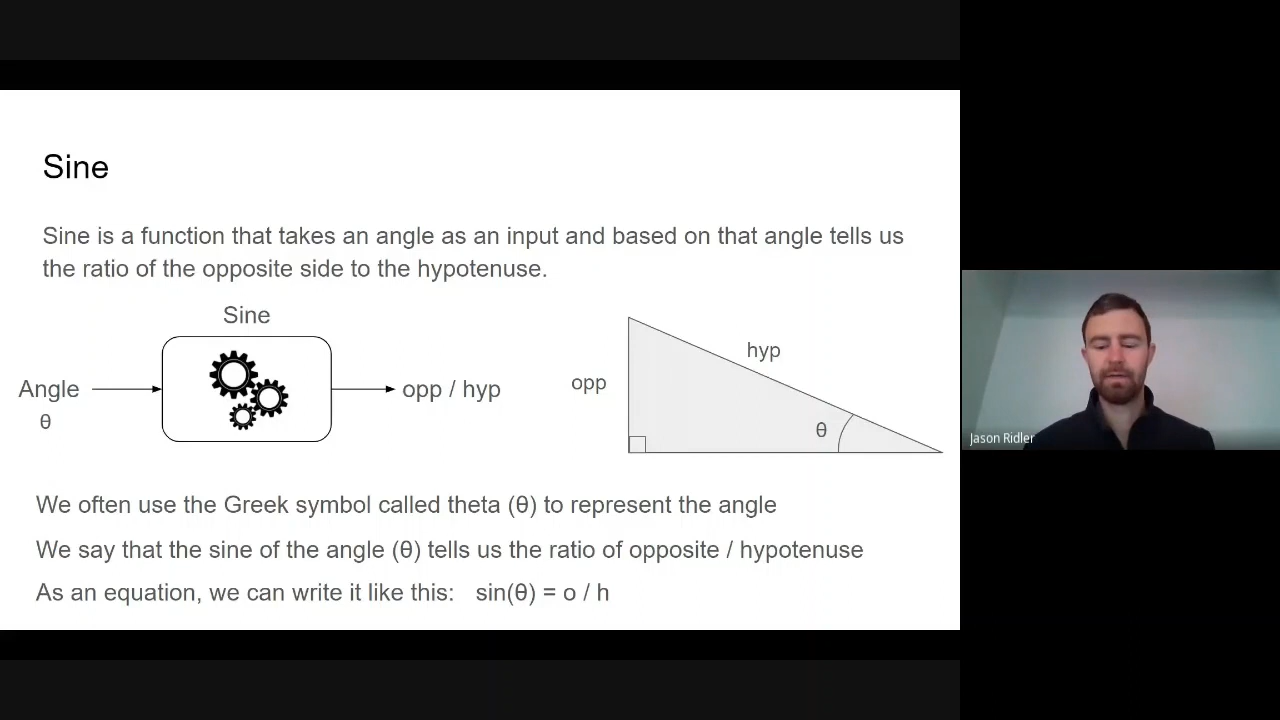 Sine
Sine is a function that takes an angle as an input and based on that angle tells us
the ratio of the opposite side to the hypotenuse.
Sine
Angle
θ
opp / hyp
opp
hyp
θ
We often use the Greek symbol called theta (θ) to represent the angle
We say that the sine of the angle (θ) tells us the ratio of opposite / hypotenuse
As an equation, we can write it like this: sin(θ) = o / h
Jason Ridler